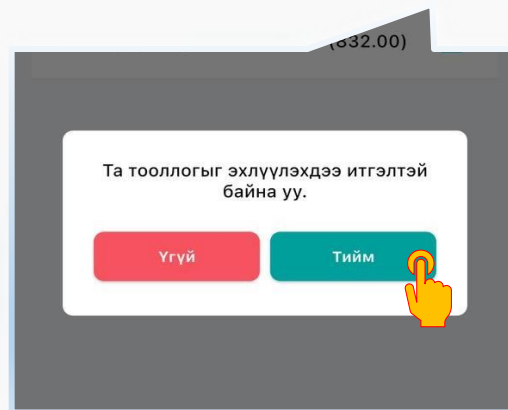 (832.00)
Та тооллогыг эхлүүлэхдээ итгэлтэй
байна уу.
Үгүй
Тийм